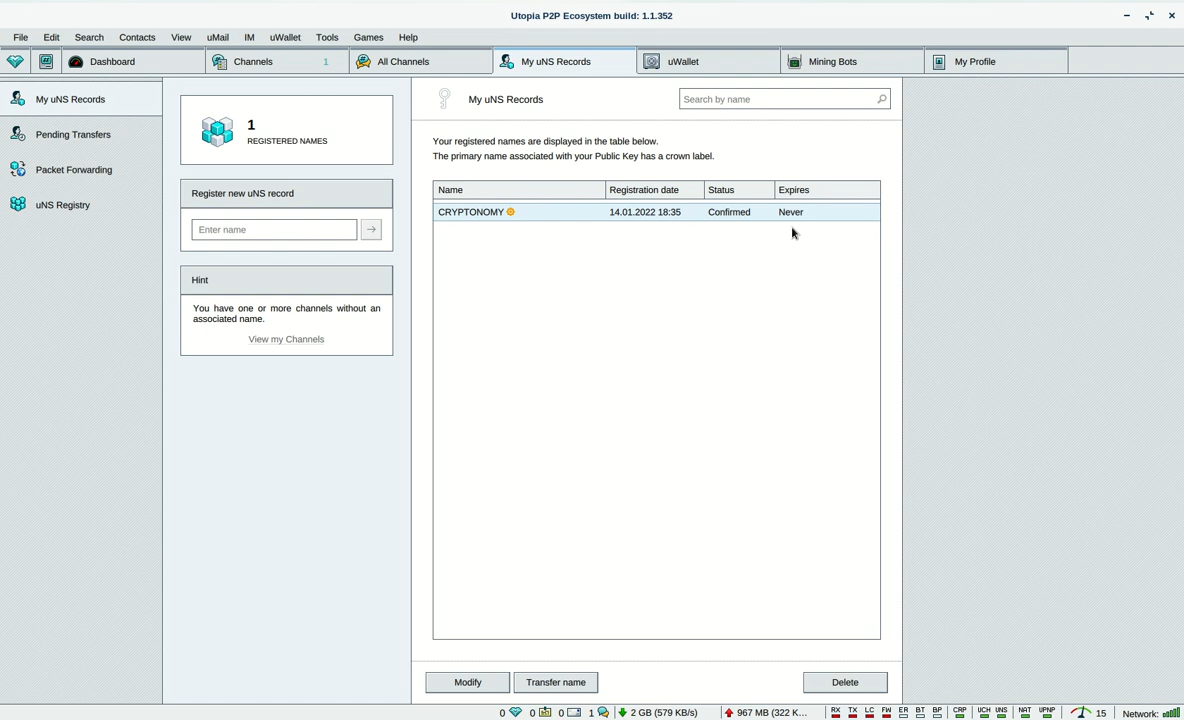 Utopia P2P Ecosystem build: 1.1.352
File Edit Search Contacts View uMail IM uWallet Tools Games Help
Dashboard Channels 1 All Channels My uNS Records uWallet Mining Bots My Profile
My uNS Records
Pending Transfers
Packet Forwarding
uNS Registry
1
REGISTERED NAMES
Register new uNS record
Enter name
Hint
You have one or more channels without an
associated name.
View my Channels
My uNS Records
Search by name
Your registered names are displayed in the table below.
The primary name associated with your Public Key has a crown label.
Name Registration date Status Expires
CRYPTONOMY 14.01.2022 18:35 Confirmed Never
Modify Transfer name Delete
0 0 0 1 2 GB (579 KB/s) 967 MB (322 K... RX TX LC FW ER BT BP CRP UCH UNS NAT UPNP 15 Network: